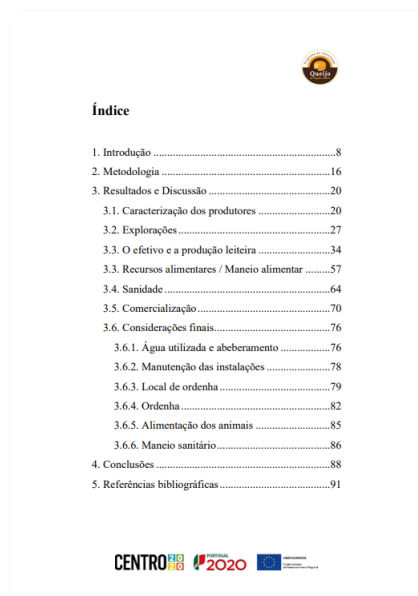 Queijo
Índice
1. Introdução ..................................................................8
2. Metodologia .............................................................16
3. Resultados e Discussão .............................................20
3.1. Caracterização dos produtores ..........................20
3.2. Explorações.......................................................27
3.3. O efetivo e a produção leiteira ..........................34
3.3. Recursos alimentares / Maneio alimentar .........57
3.4. Sanidade............................................................64
3.5. Comercialização................................................70
3.6. Considerações finais..........................................76
3.6.1. Água utilizada e abeberamento ..................76
3.6.2. Manutenção das instalações .......................78
3.6.3. Local de ordenha........................................79
3.6.4. Ordenha......................................................82
3.6.5. Alimentação dos animais ...........................85
3.6.6. Maneio sanitário.........................................86
4. Conclusões ...............................................................88
5. Referências bibliográficas........................................91
CENTRO 2020
PORTUGAL 2020
UNIÃO EUROPEIA